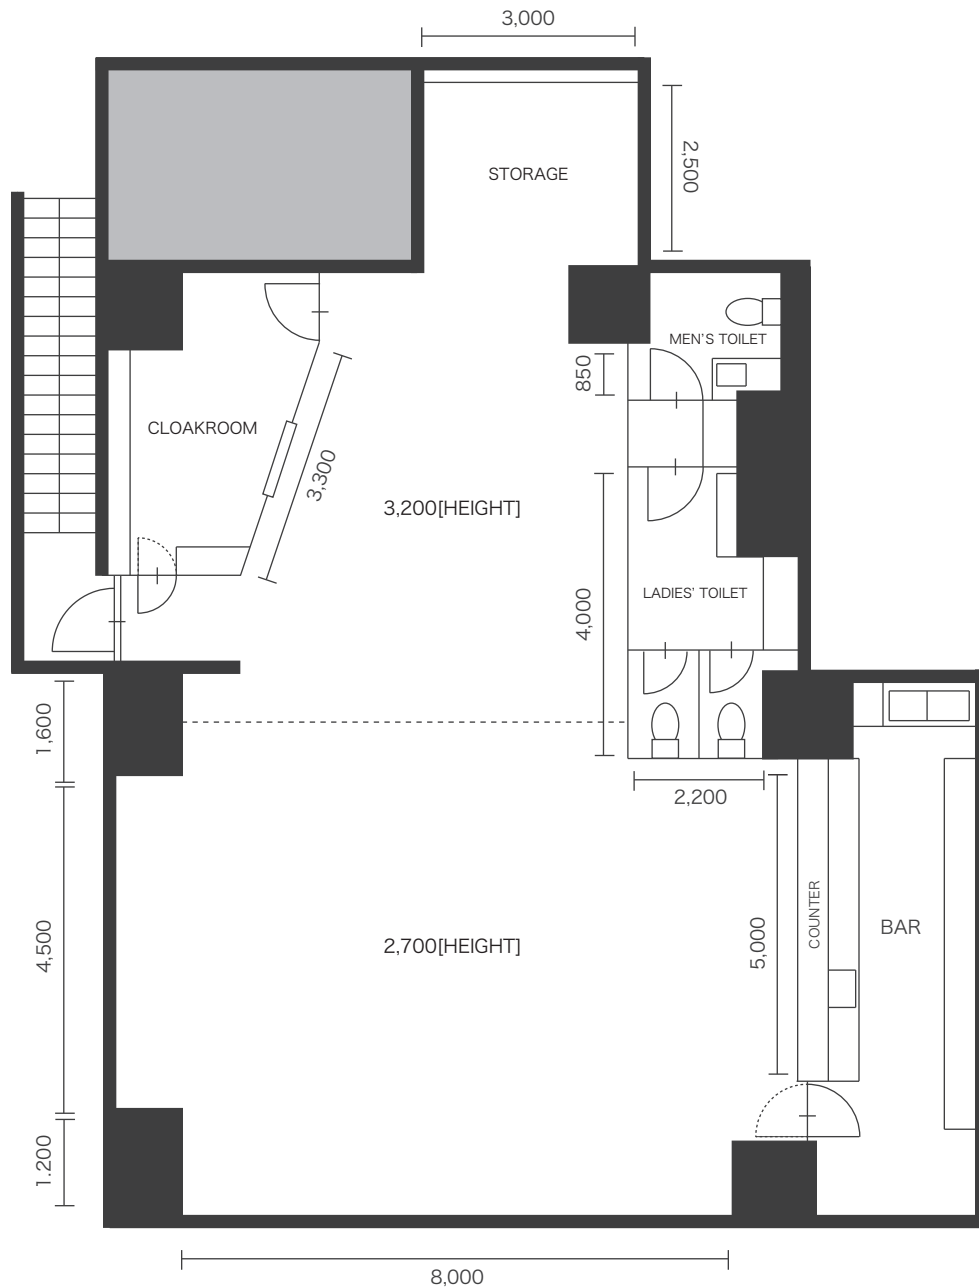 3,000
STORAGE
2,500
MEN'S TOILET
850
CLOAKROOM
3,300
3,200[HEIGHT]
LADIES' TOILET
4,000
1,600
2,200
COUNTER
BAR
5,000
4,500
2,700[HEIGHT]
1.200
8,000